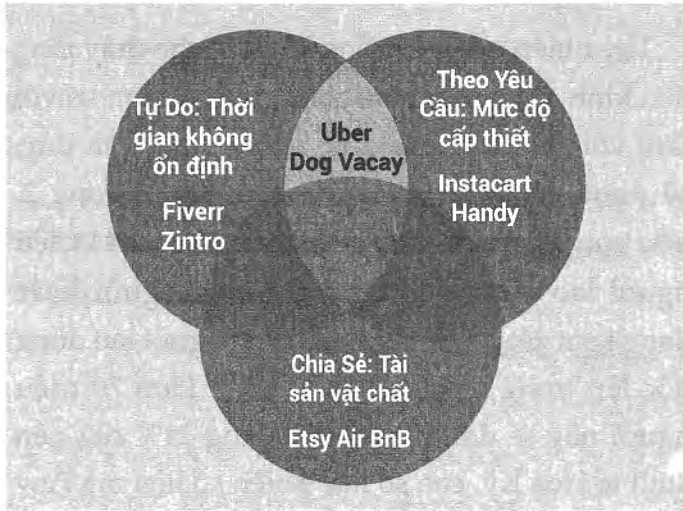 Tự Do: Thời
gian không
ổn định
Fiverr
Zintro
Uber
Dog Vacay
Theo Yêu
Cầu: Mức độ
cấp thiết
Instacart
Handy
Chia Sẻ: Tài
sản vật chất
Etsy Air BnB